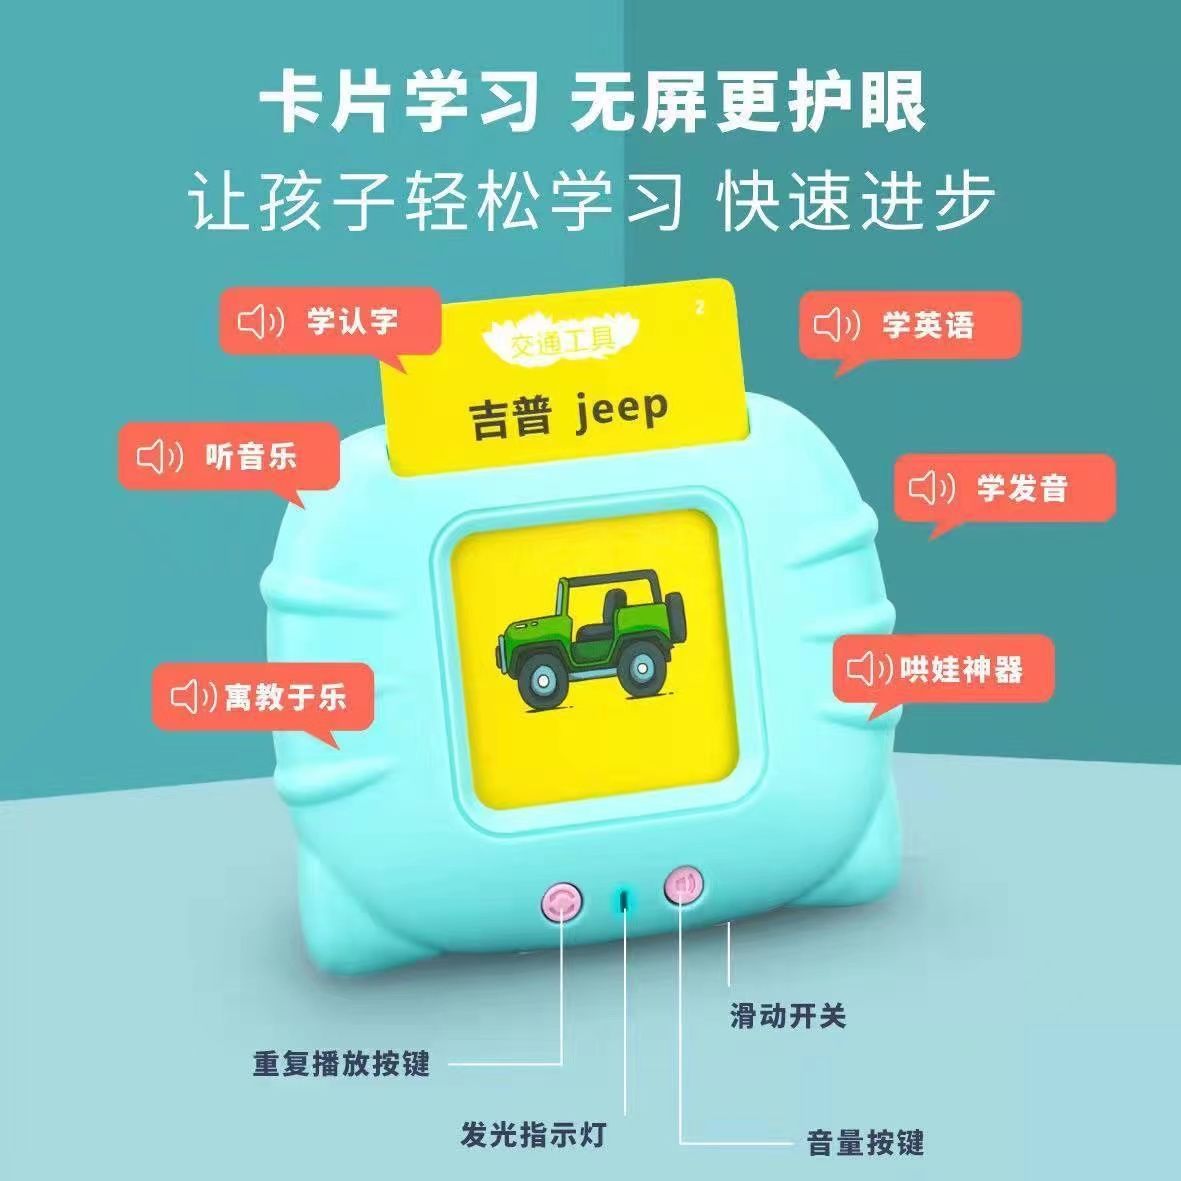 卡片学习 无屏更护眼
让孩子轻松学习 快速进步
学认字
2
交通工具
学英语
吉普 jeep
听音乐
学发音
寓教于乐
哄娃神器
滑动开关
重复播放按键
发光指示灯
音量按键